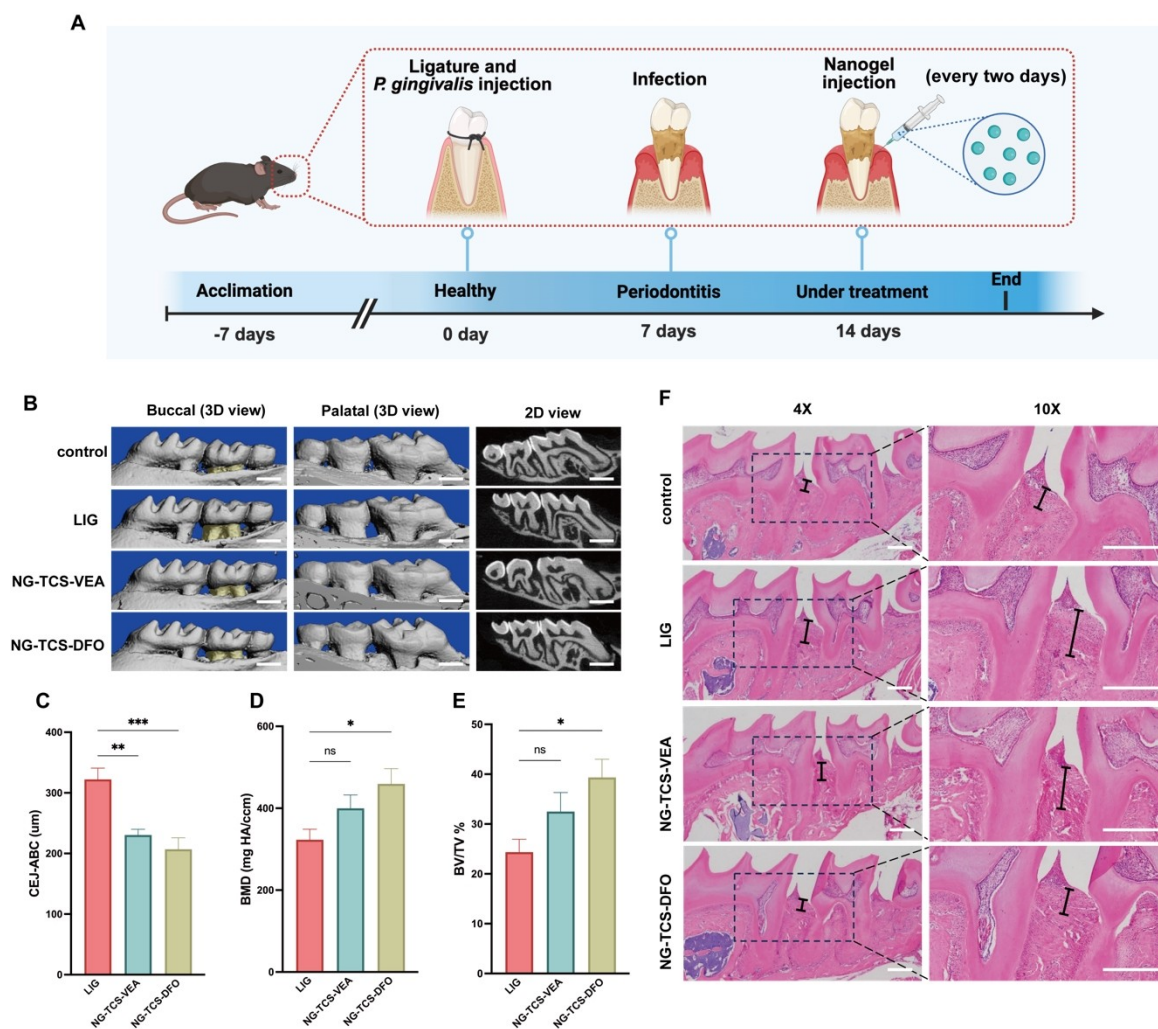 A
Ligature and
P. gingivalis injection
Infection
Nanogel
injection
(every two days)
Acclimation
Healthy
Periodontitis
Under treatment
End
-7 days
0 day
7 days
14 days
B
Buccal (3D view)
Palatal (3D view)
2D view
control
LIG
NG-TCS-VEA
NG-TCS-DFO
C
***
**
400
300
200
100
0
CEJ-ABC (um)
LIG
NG-TCS-VEA
NG-TCS-DFO
D
*
ns
600
400
200
0
BMD (mg HA/ccm)
LIG
NG-TCS-VEA
NG-TCS-DFO
E
*
ns
50
40
30
20
10
0
BV/TV %
LIG
NG-TCS-VEA
NG-TCS-DFO
F
4X
10X
control
LIG
NG-TCS-VEA
NG-TCS-DFO